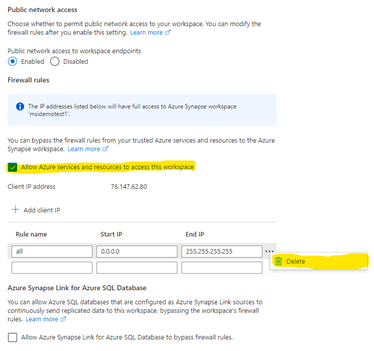 Public network access
Choose whether to permit public network access to your workspace. You can modify the
firewall rules after you enable this setting. Learn more
Public network access to workspace endpoints
Enabled Disabled
Firewall rules
The IP addresses listed below will have full access to Azure Synapse workspace
'msidemotest1'.
You can bypass the firewall rules from your trusted Azure services and resources to the Azure
Synapse workspace. Learn more
Allow Azure services and resources to access this workspace
Client IP address 76.147.62.80
+ Add client IP
Rule name Start IP End IP
all 0.0.0.0 255.255.255.255 ...
Delete
Azure Synapse Link for Azure SQL Database
You can allow Azure SQL databases that are configured as Azure Synapse Link sources to
continuously send replicated data to this workspace, bypassing the workspace's firewall
rules. Learn more
Allow Azure Synapse Link for Azure SQL Database to bypass firewall rules.